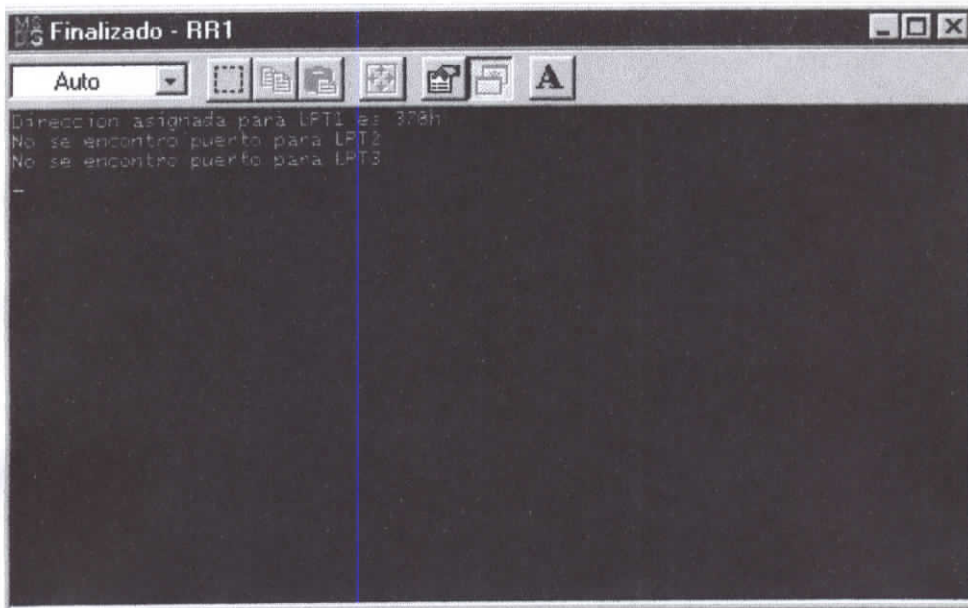 Finalizado - RR1
Auto
A
Direccion asignada para LPT1 es 378h
No se encontro puerto para LPT2
No se encontro puerto para LPT3